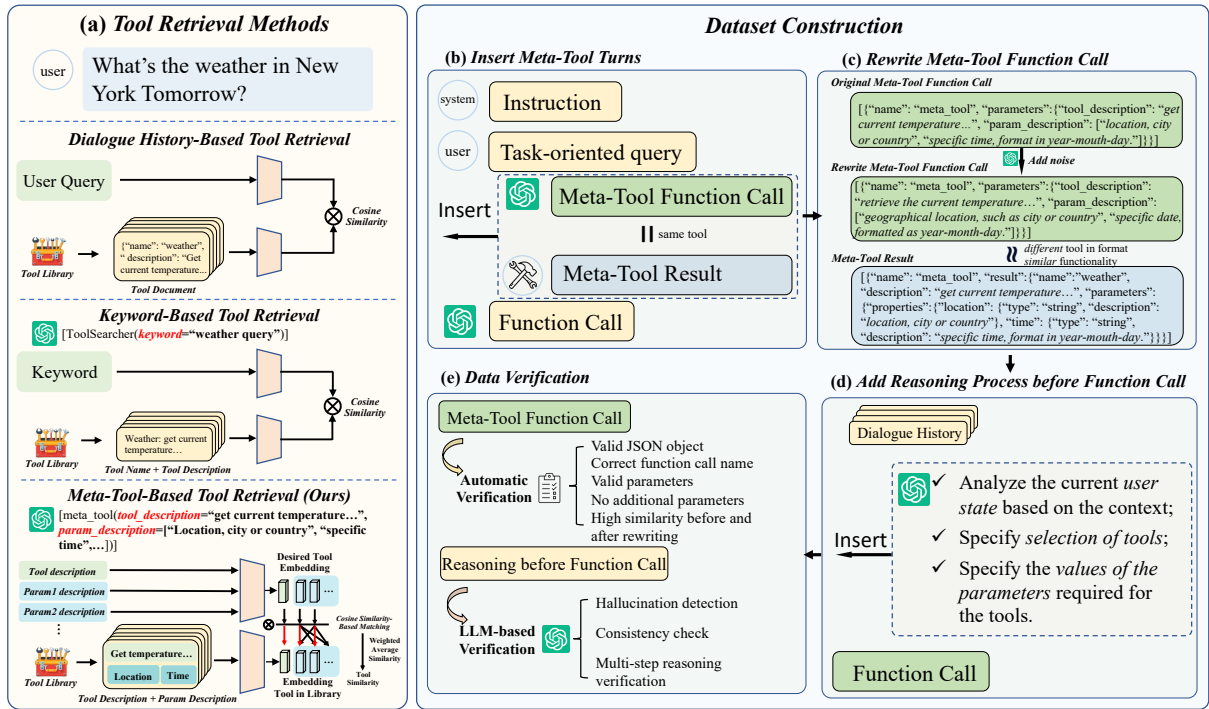 (a) Tool Retrieval Methods
user
What's the weather in New
York Tomorrow?
Dialogue History-Based Tool Retrieval
User Query
Cosine
Similarity
{"name": "weather",
" description": "Get
current temperature...
Tool Library
Tool Document
Keyword-Based Tool Retrieval
[ToolSearcher(keyword="weather query")]
Keyword
Cosine
Similarity
Weather: get current
temperature…
Tool Library
Tool Name + Tool Description
Meta-Tool-Based Tool Retrieval (Ours)
[meta_tool(tool_description="get current temperature…",
param_description=["Location, city or country", "specific
time",…])]
Tool description
Param1 description
Param2 description
⋮
Desired Tool
Embedding
...
Cosine Similarity-
Based Matching
Weighted
Average
Similarity
Tool
Similarity
Get temperature…
Location
Time
...
Tool Library
Tool Description + Param Description
Embedding
Tool in Library
Dataset Construction
(b) Insert Meta-Tool Turns
system
Instruction
user
Task-oriented query
Insert
Meta-Tool Function Call
same tool
Meta-Tool Result
Function Call
(c) Rewrite Meta-Tool Function Call
Original Meta-Tool Function Call
[{"name": "meta_tool", "parameters":{"tool_description": "get
current temperature…", "param_description": ["location, city
or country", "specific time, format in year-mouth-day."]}}]
Add noise
Rewrite Meta-Tool Function Call
[{"name": "meta_tool", "parameters":{"tool_description":
"retrieve the current temperature…", "param_description":
["geographical location, such as city or country", "specific date,
formatted as year-month-day."]}}]
different tool in format
similar functionality
Meta-Tool Result
[{"name": "meta_tool", "result":{"name":"weather",
"description": "get current temperature…", "parameters":
{"properties":{"location": {"type": "string", "description":
"location, city or country"}, "time": {"type": "string",
"description": "specific time, format in year-mouth-day."}}}]
(d) Add Reasoning Process before Function Call
Dialogue History
Insert
✓ Analyze the current user
state based on the context;
✓ Specify selection of tools;
✓ Specify the values of the
parameters required for
the tools.
Function Call
(e) Data Verification
Meta-Tool Function Call
Automatic
Verification
Valid JSON object
Correct function call name
Valid parameters
No additional parameters
High similarity before and
after rewriting
Reasoning before Function Call
LLM-based
Verification
Hallucination detection
Consistency check
Multi-step reasoning
verification